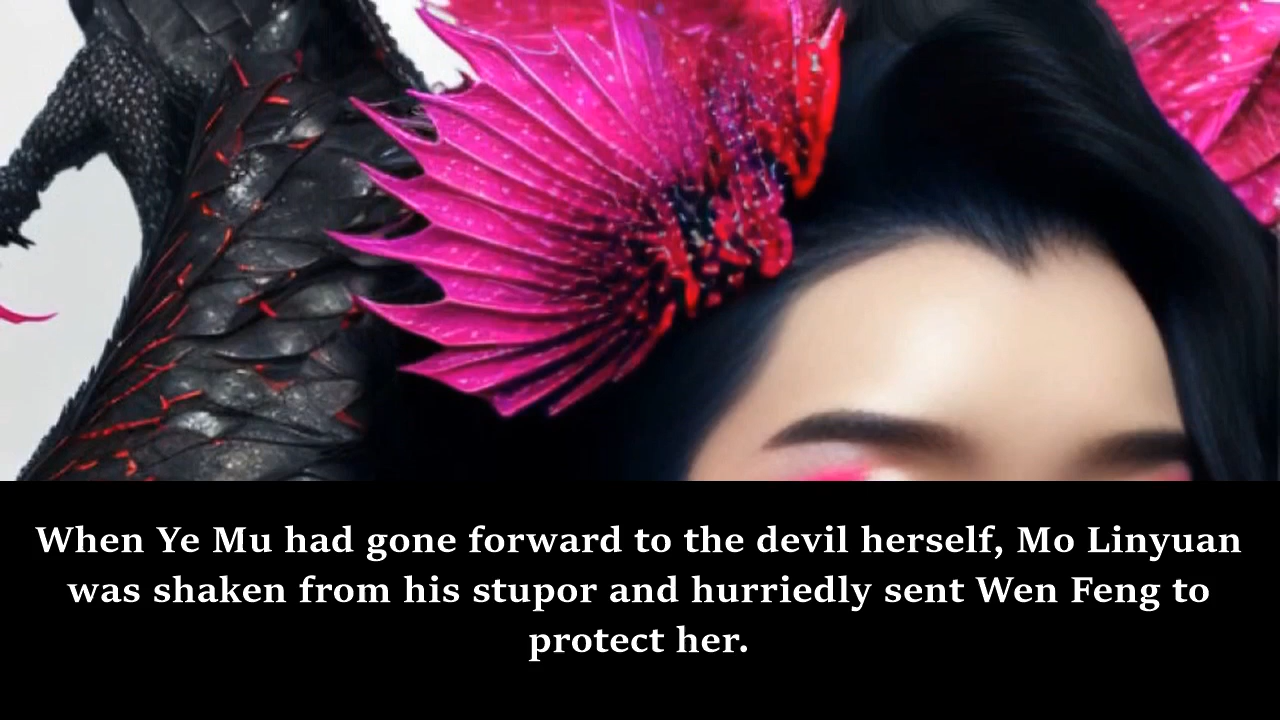 When Ye Mu had gone forward to the devil herself, Mo Linyuan
was shaken from his stupor and hurriedly sent Wen Feng to
protect her.